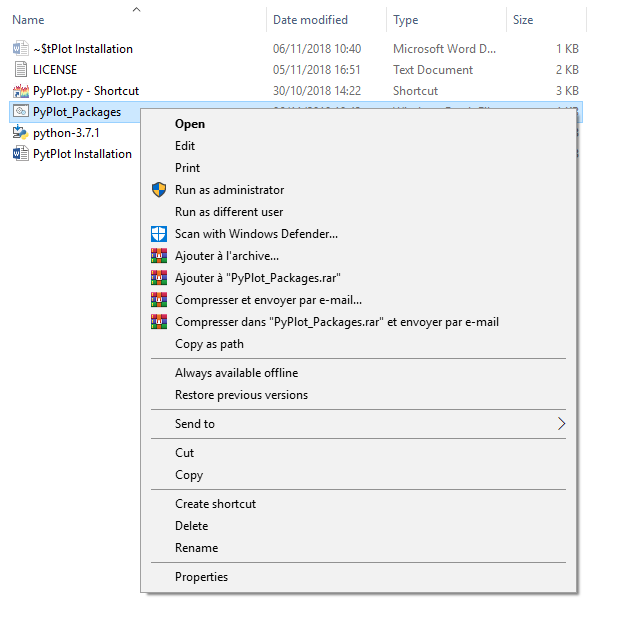 Name Date modified Type Size
~$tPlot Installation 06/11/2018 10:40 Microsoft Word D... 1 KB
LICENSE 05/11/2018 16:51 Text Document 2 KB
PyPlot.py - Shortcut 30/10/2018 14:22 Shortcut 3 KB
PyPlot_Packages
python-3.7.1
PytPlot Installation
Open
Edit
Print
Run as administrator
Run as different user
Scan with Windows Defender...
Ajouter à l'archive...
Ajouter à "PyPlot_Packages.rar"
Compresser et envoyer par e-mail...
Compresser dans "PyPlot_Packages.rar" et envoyer par e-mail
Copy as path
Always available offline
Restore previous versions
Send to
Cut
Copy
Create shortcut
Delete
Rename
Properties